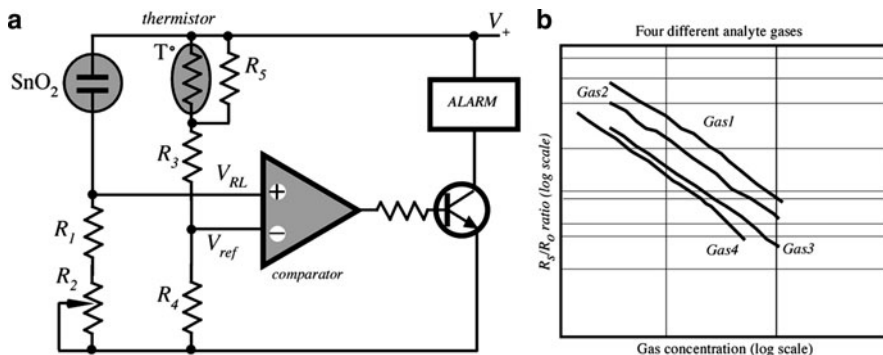 a
thermistor
V+
SnO2
T°
R5
ALARM
R3
VRL
+
R1
Vref
−
R2
R4
comparator
b
Four different analyte gases
Gas2
Gas1
Gas4
Gas3
Rs/Ro ratio (log scale)
Gas concentration (log scale)